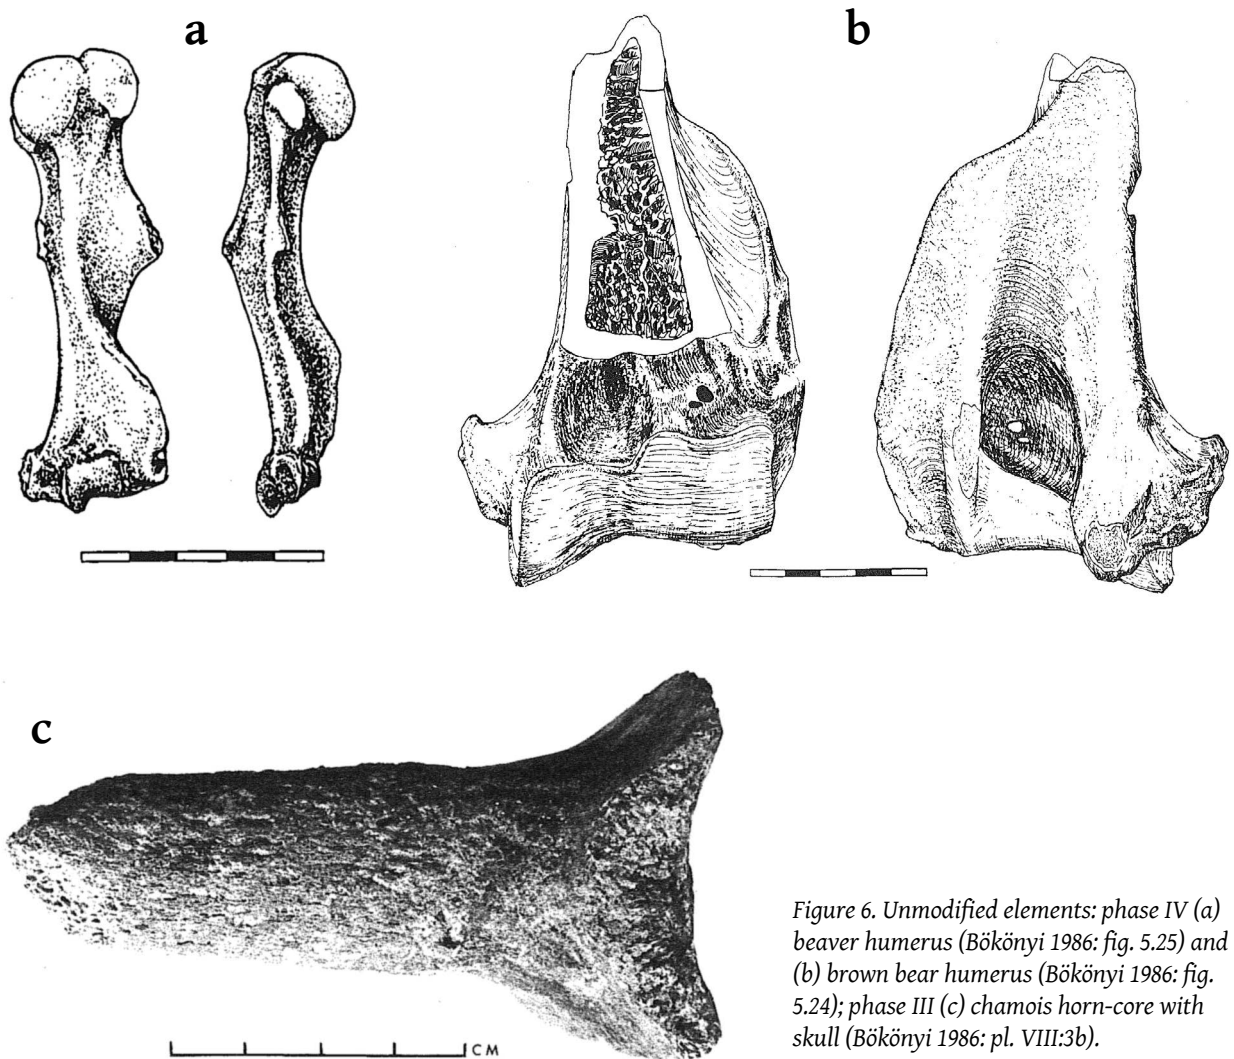 a
b
c
CM
Figure 6. Unmodified elements: phase IV (a)
beaver humerus (Bökönyi 1986: fig. 5.25) and
(b) brown bear humerus (Bökönyi 1986: fig.
5.24); phase III (c) chamois horn-core with
skull (Bökönyi 1986: pl. VIII:3b).